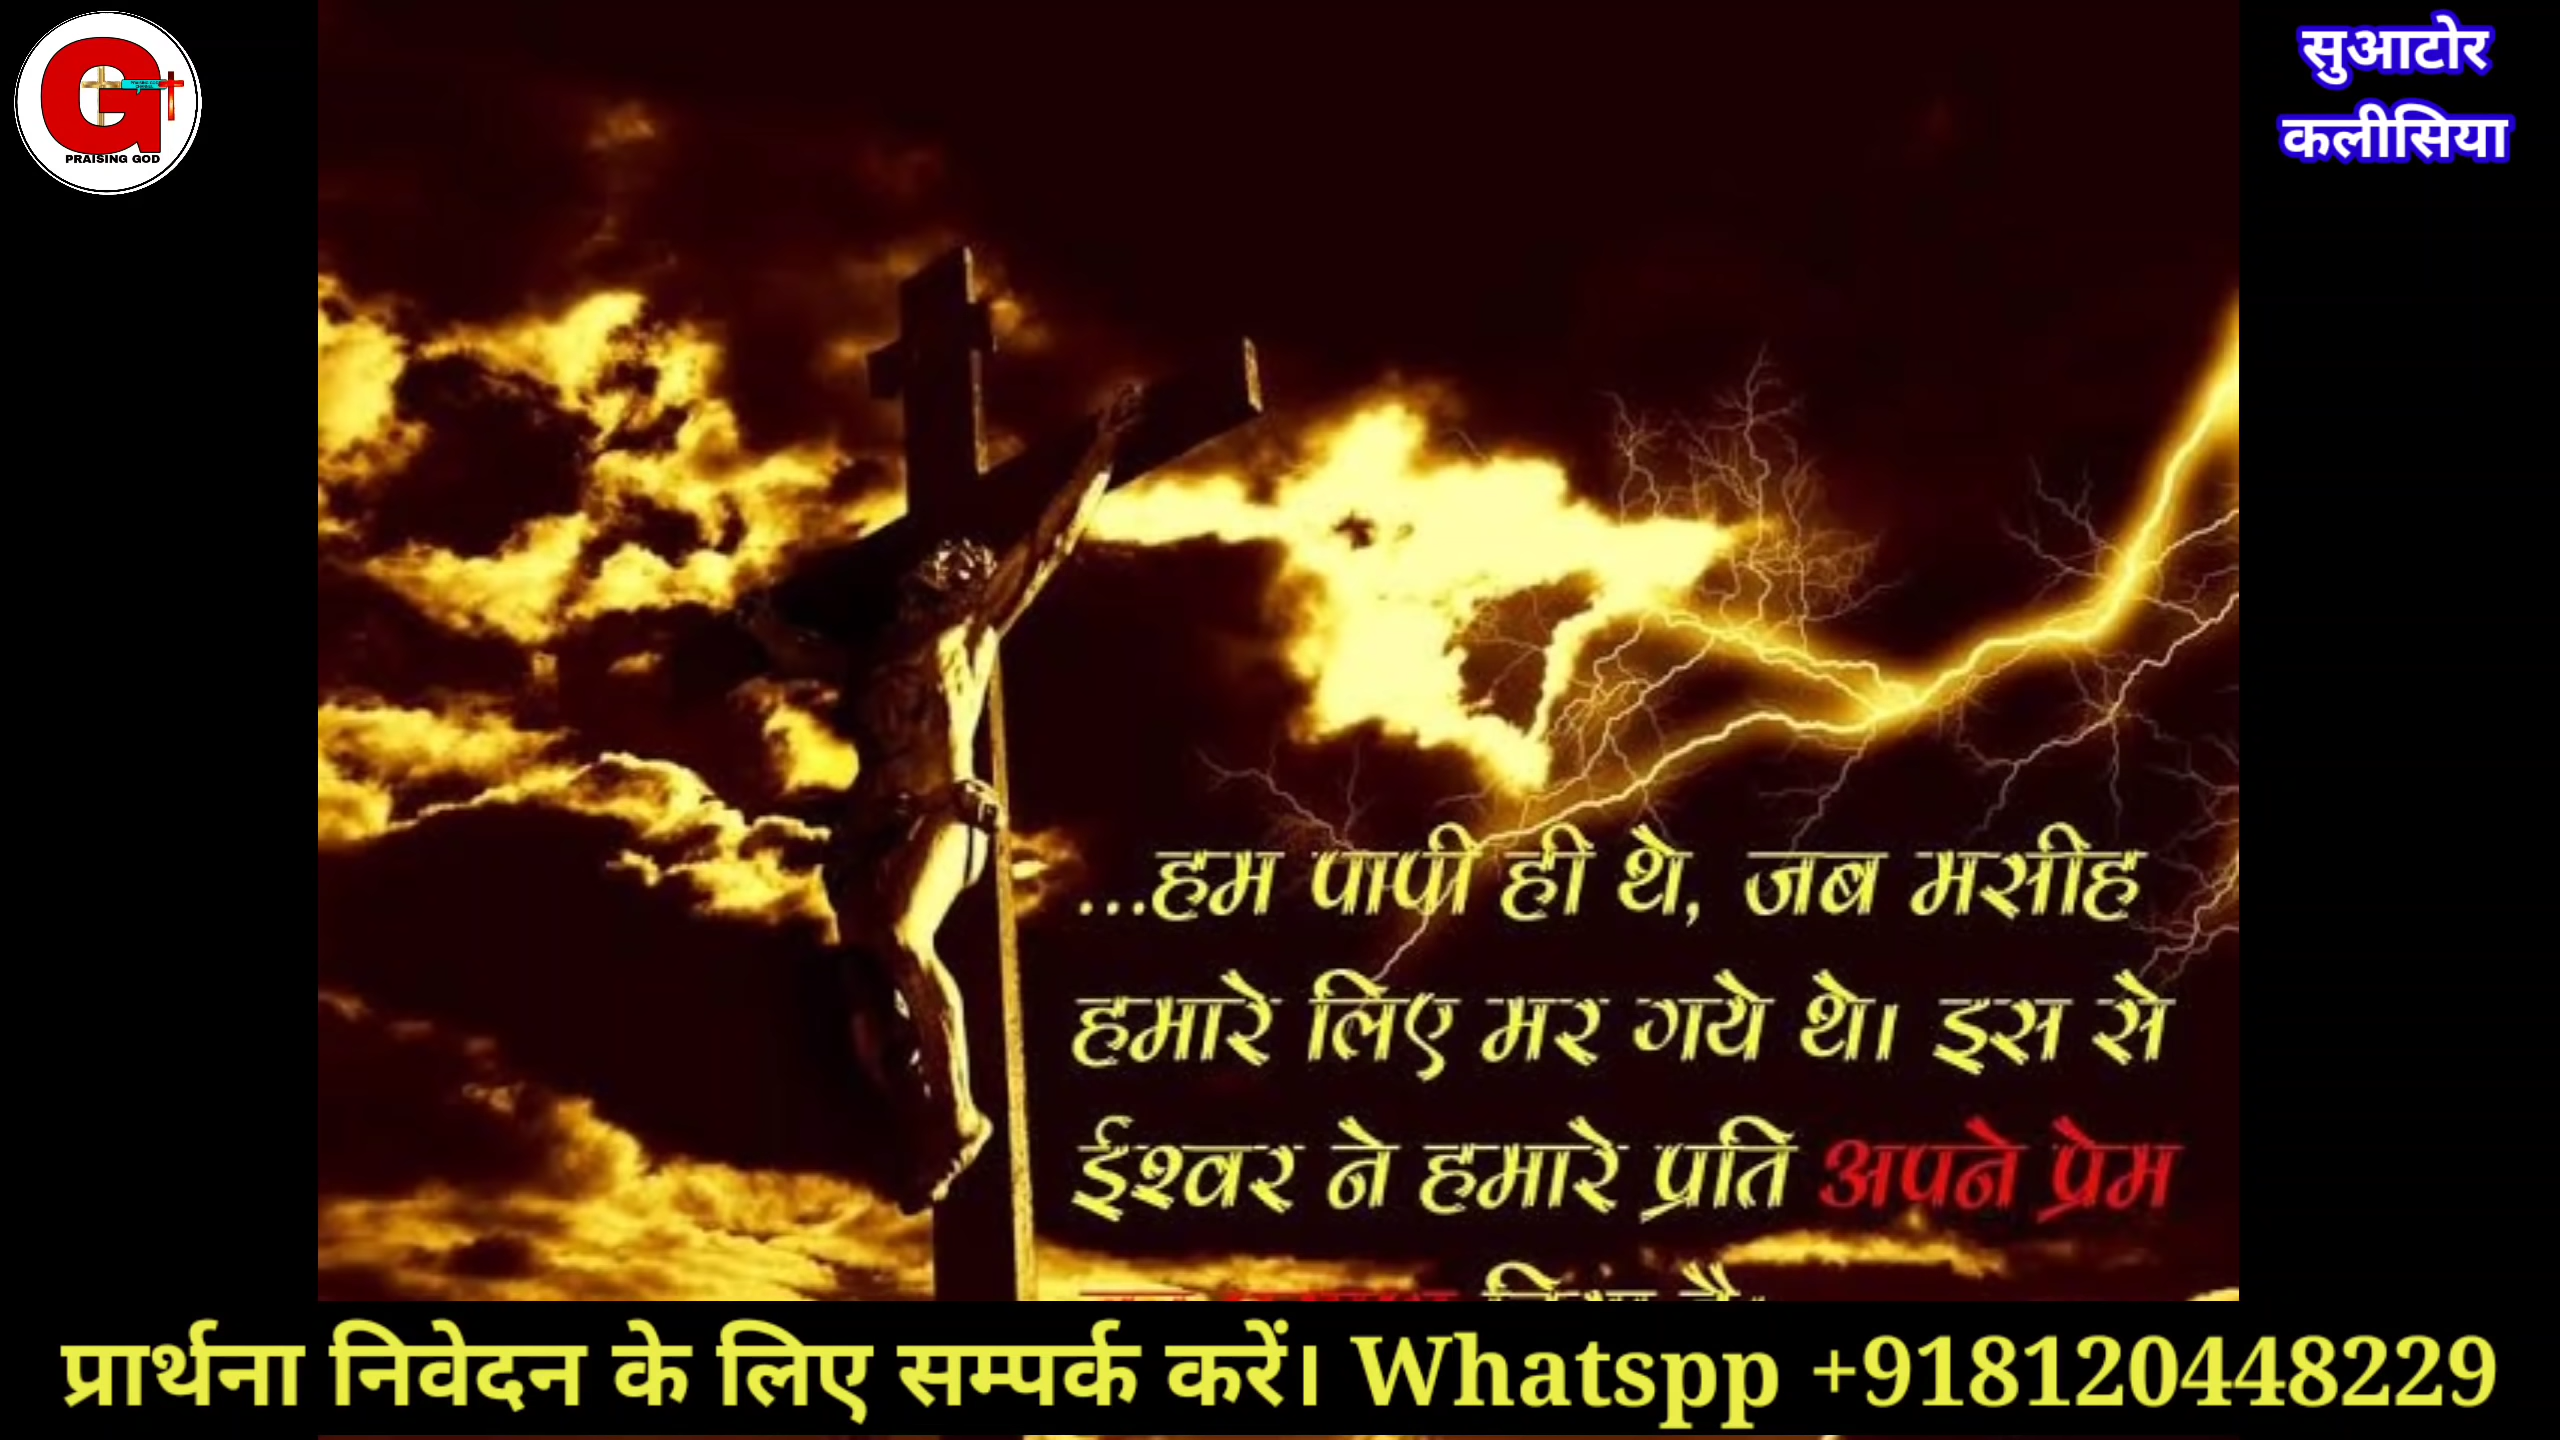 PRAISING GOD
सुआटोर
कलीसिया
...हम पापी ही थे, जब मसीह
हमारे लिए मर गये थे। इस से
ईश्वर ने हमारे प्रति अपने प्रेम
प्रार्थना निवेदन के लिए सम्पर्क करें। Whatspp +918120448229